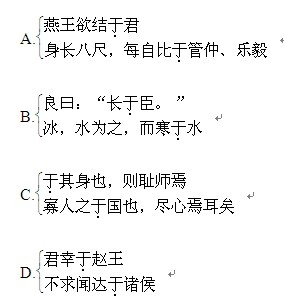 A. 燕王欲结于君
身长八尺，每自比于管仲、乐毅
B. 良曰：“长于臣。”
冰，水为之，而寒于水
C. 于其身也，则耻师焉
寡人之于国也，尽心焉耳矣
D. 君幸于赵王
不求闻达于诸侯